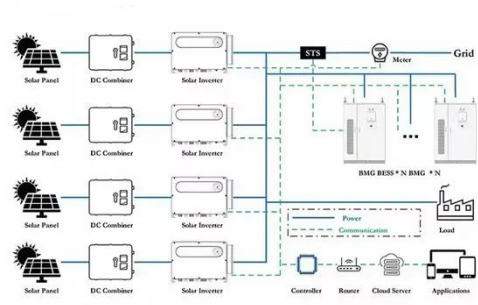 STS
Meter
Grid
Solar Panel
DC Combiner
Solar Inverter
Solar Panel
DC Combiner
Solar Inverter
BMG BESS * N BMG * N
Solar Panel
DC Combiner
Solar Inverter
Power
Communication
Load
Solar Panel
DC Combiner
Solar Inverter
Controller
Router
Cloud Server
Applications